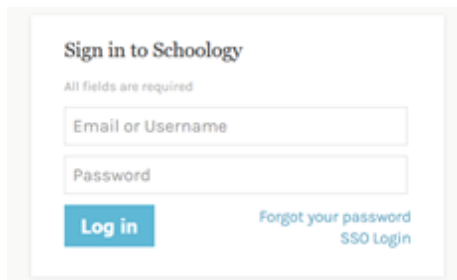 Sign in to Schoology
All fields are required
Email or Username
Password
Log in
Forgot your password
SSO Login